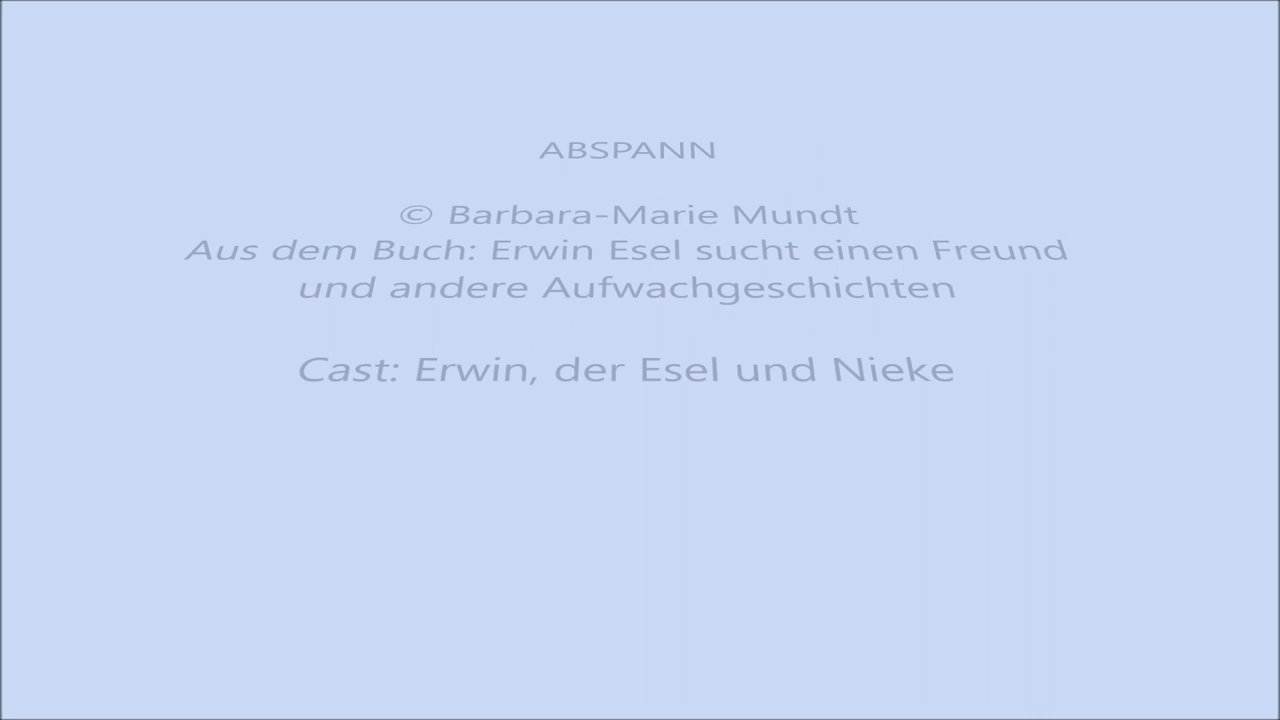 ABSPANN
© Barbara-Marie Mundt
Aus dem Buch: Erwin Esel sucht einen Freund
und andere Aufwachgeschichten
Cast: Erwin, der Esel und Nieke